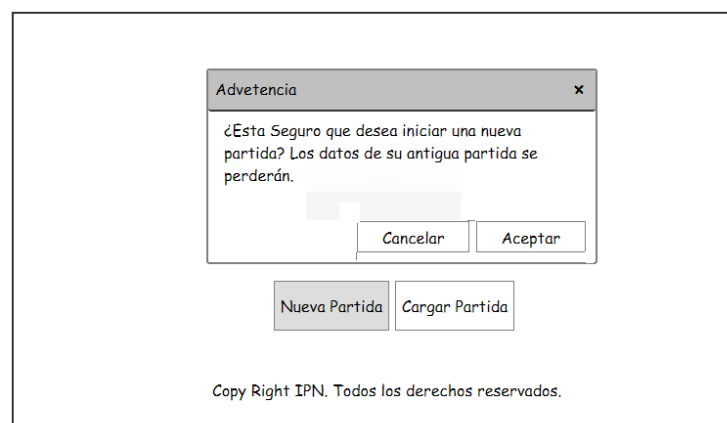 Advetencia ×
¿Esta Seguro que desea iniciar una nueva
partida? Los datos de su antigua partida se
perderán.
Cancelar Aceptar
Nueva Partida Cargar Partida
Copy Right IPN. Todos los derechos reservados.